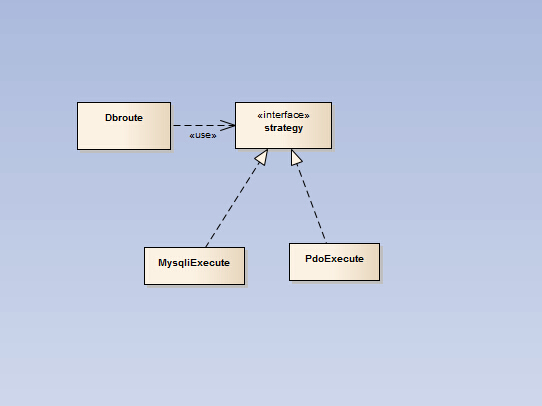 Dbroute
«interface»
strategy
«use»
MysqliExecute
PdoExecute